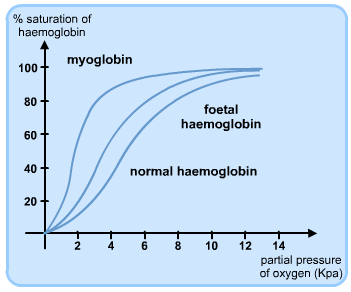 % saturation of
haemoglobin
myoglobin
100
80
60
40
20
foetal
haemoglobin
normal haemoglobin
2 4 6 8 10 12 14
partial pressure
of oxygen (Kpa)